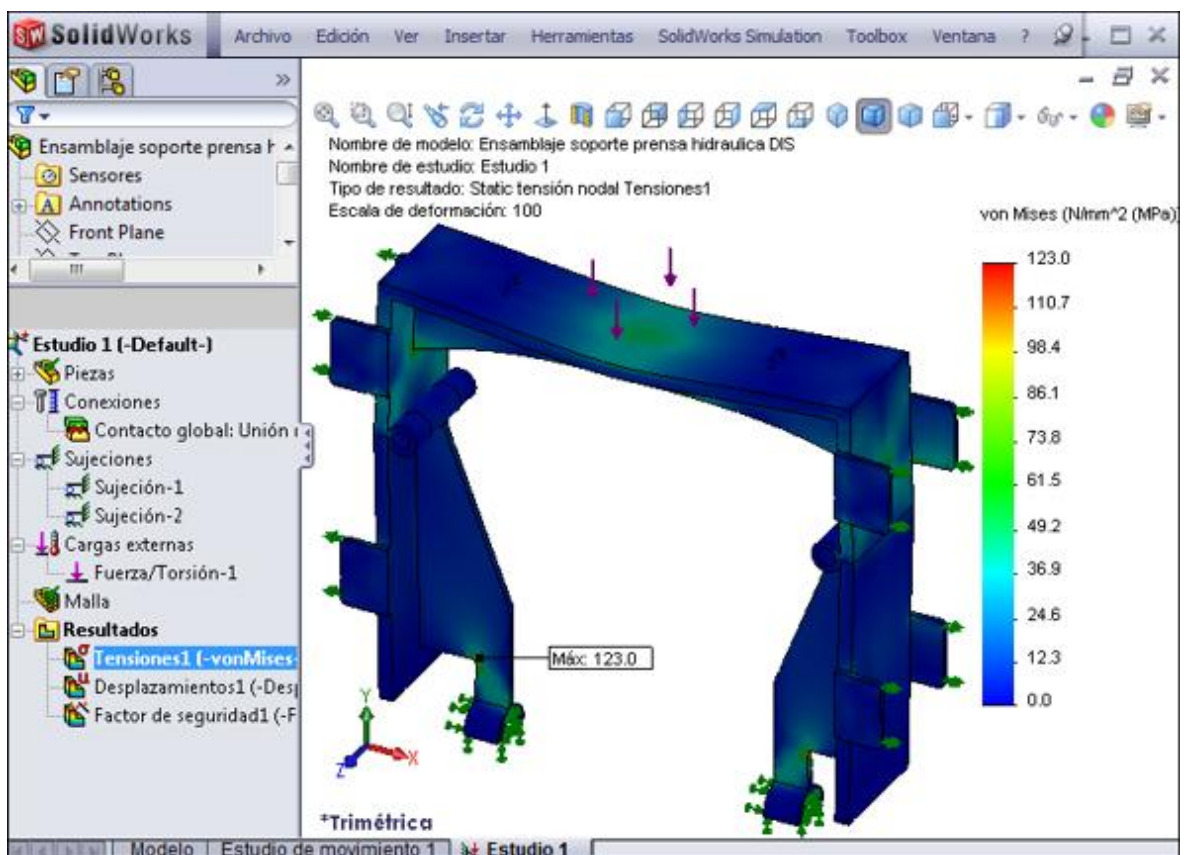 SolidWorks Archivo Edición Ver Insertar Herramientas SolidWorks Simulation Toolbox Ventana ?
Ensamblaje soporte prensa h
Sensores
Annotations
Front Plane
Estudio 1 (-Default-)
Piezas
Conexiones
Contacto global: Unión
Sujeciones
Sujeción-1
Sujeción-2
Cargas externas
Fuerza/Torsión-1
Malla
Resultados
Tensiones1 (-vonMises-
Desplazamientos1 (-Desp
Factor de seguridad1 (-F
Nombre de modelo: Ensamblaje soporte prensa hidraulica DIS
Nombre de estudio: Estudio 1
Tipo de resultado: Static tensión nodal Tensiones1
Escala de deformación: 100
von Mises (N/mm^2 (MPa))
123.0
110.7
98.4
86.1
73.8
61.5
49.2
36.9
24.6
12.3
0.0
Máx: 123.0
Y
X
Z
*Trimétrica
Modelo Estudio de movimiento 1 Estudio 1